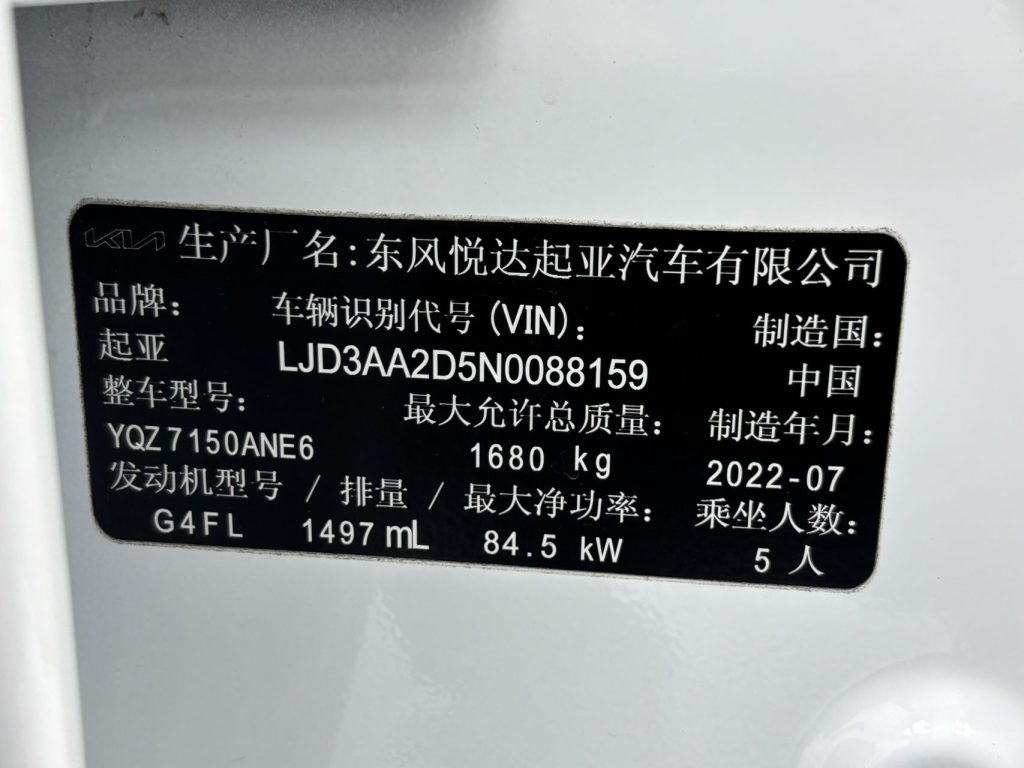 KIA 生产厂名:东风悦达起亚汽车有限公司
品牌: 车辆识别代号(VIN): 制造国:
起亚 LJD3AA2D5N0088159 中国
整车型号: 最大允许总质量: 制造年月:
YQZ7150ANE6 1680 kg 2022-07
发动机型号 / 排量 / 最大净功率: 乘坐人数:
G4FL 1497 mL 84.5 kW 5 人